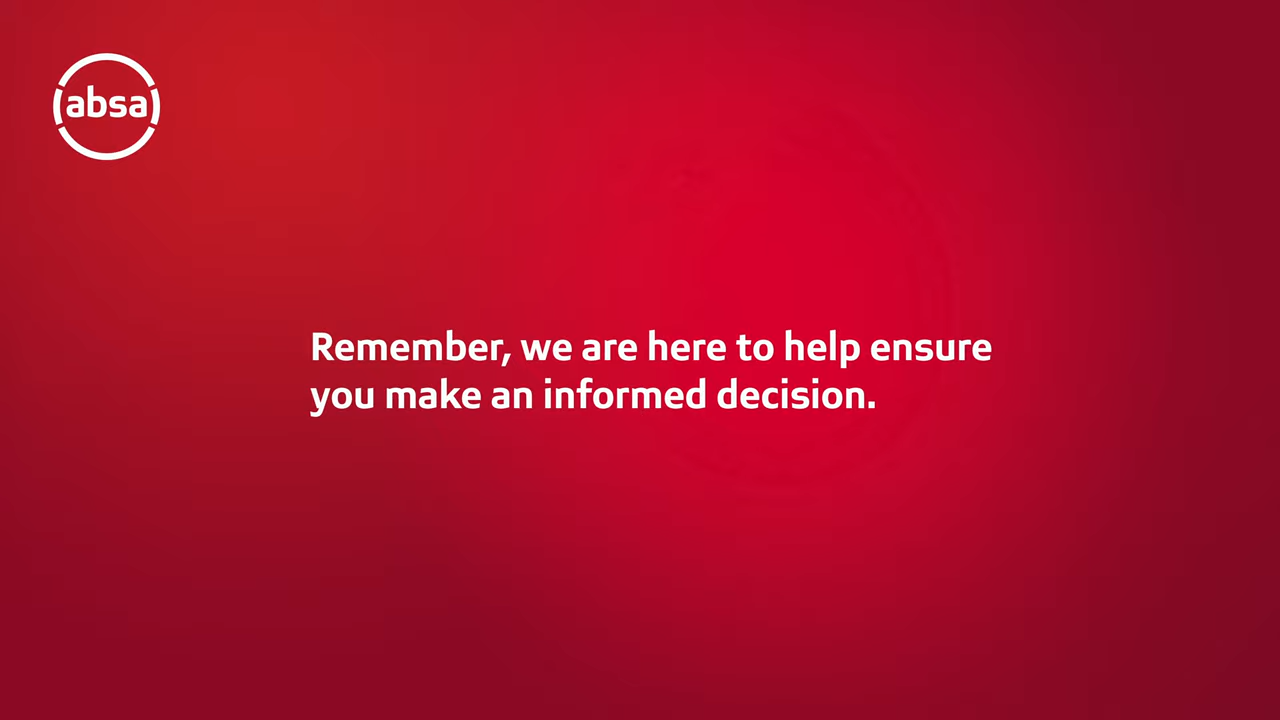 absa
Remember, we are here to help ensure
you make an informed decision.